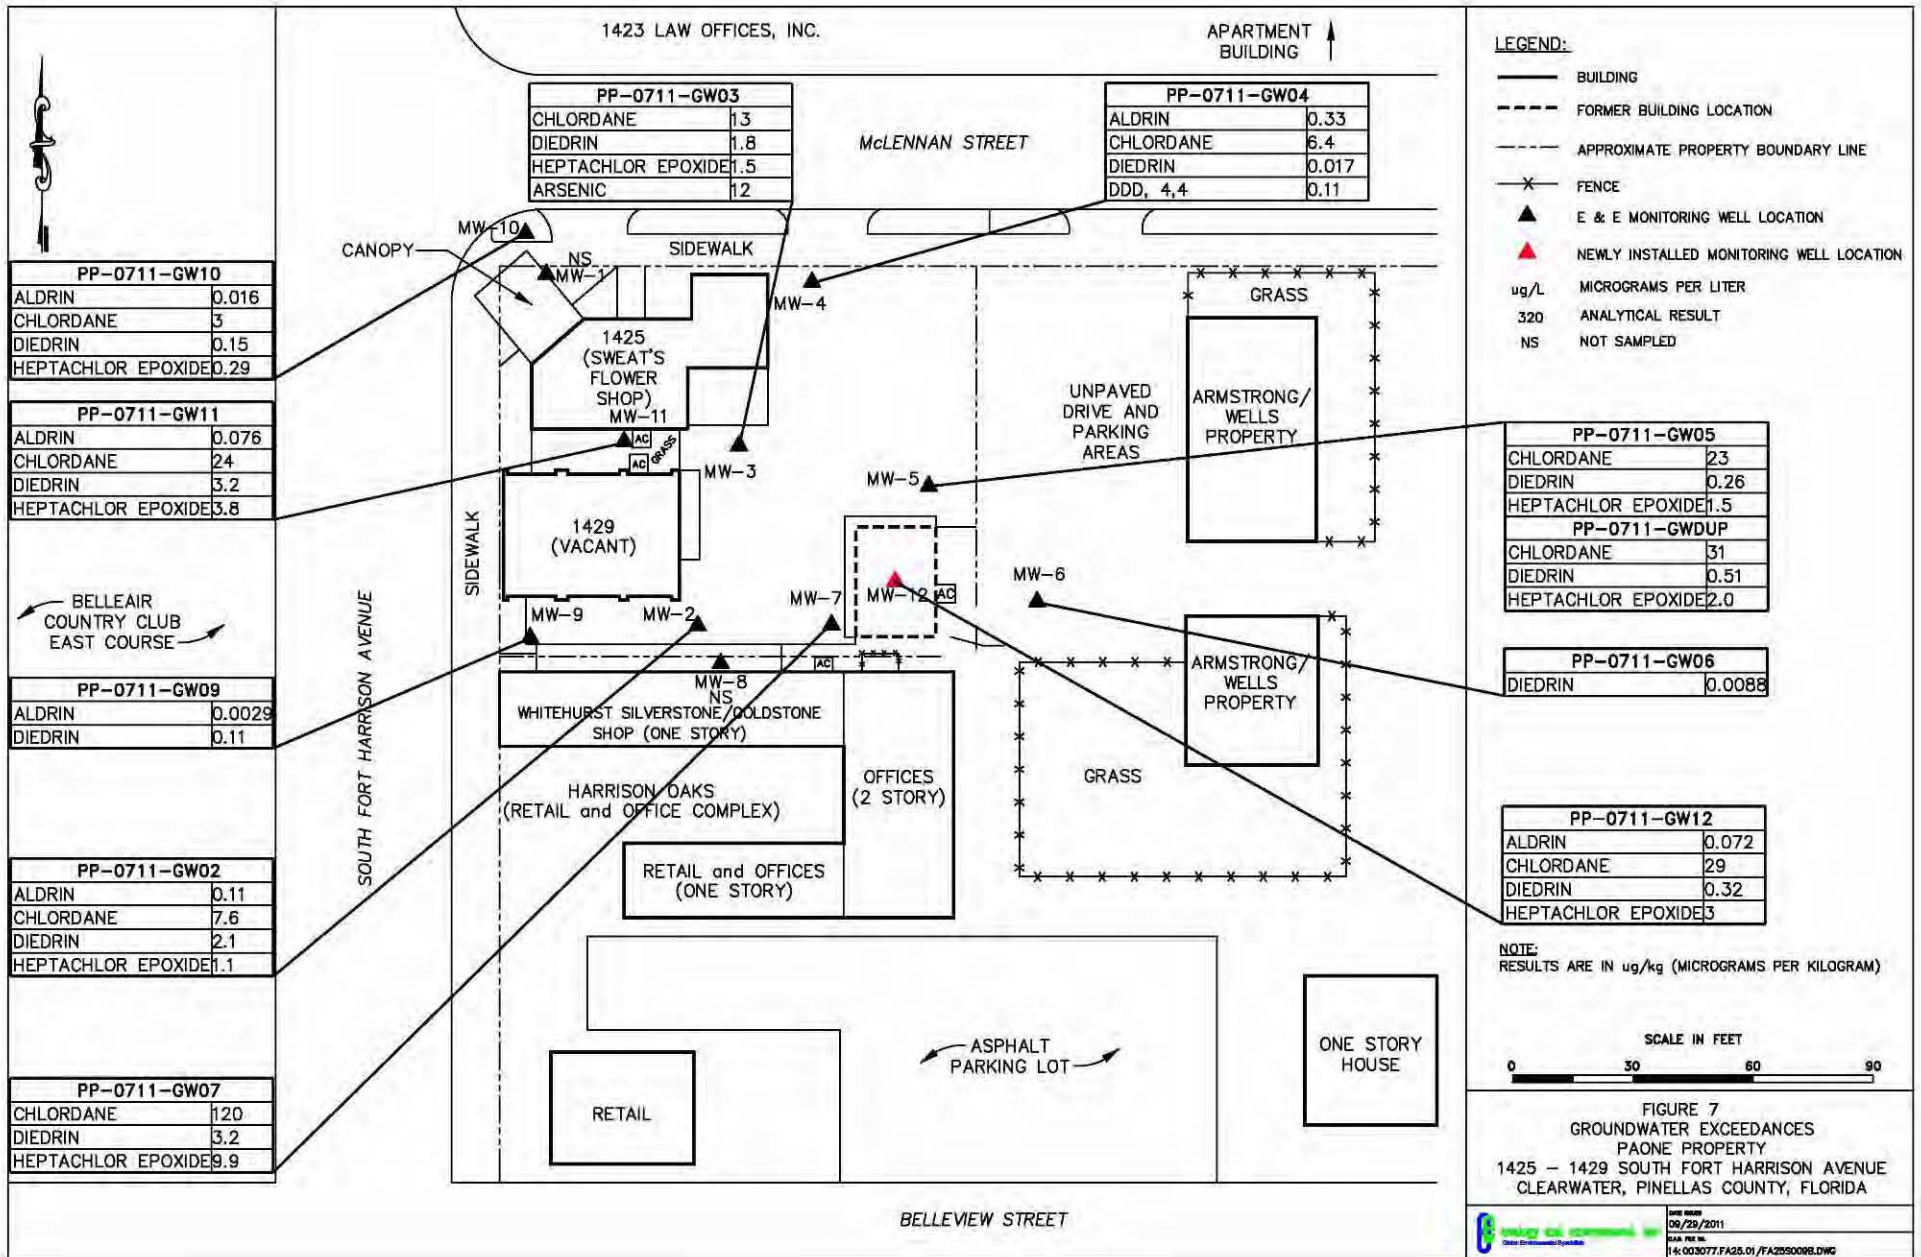 1423 LAW OFFICES, INC.
APARTMENT
BUILDING
McLENNAN STREET
PP-0711-GW03
CHLORDANE 13
DIEDRIN 1.8
HEPTACHLOR EPOXIDE 1.5
ARSENIC 12
PP-0711-GW04
ALDRIN 0.33
CHLORDANE 6.4
DIEDRIN 0.017
DDD, 4,4 0.11
PP-0711-GW10
ALDRIN 0.016
CHLORDANE 3
DIEDRIN 0.15
HEPTACHLOR EPOXIDE 0.29
PP-0711-GW11
ALDRIN 0.076
CHLORDANE 24
DIEDRIN 3.2
HEPTACHLOR EPOXIDE 3.8
BELLEAIR
COUNTRY CLUB
EAST COURSE
PP-0711-GW09
ALDRIN 0.0029
DIEDRIN 0.11
PP-0711-GW02
ALDRIN 0.11
CHLORDANE 7.6
DIEDRIN 2.1
HEPTACHLOR EPOXIDE 1.1
PP-0711-GW07
CHLORDANE 120
DIEDRIN 3.2
HEPTACHLOR EPOXIDE 9.9
SOUTH FORT HARRISON AVENUE
SIDEWALK
MW-10
CANOPY
NS
MW-1
SIDEWALK
MW-4
1425
(SWEAT'S
FLOWER
SHOP)
MW-11
AC
GRASS
AC
MW-3
1429
(VACANT)
MW-5
MW-9
MW-2
MW-7
MW-12
AC
MW-6
MW-8
NS
AC
WHITEHURST SILVERSTONE/GOLDSTONE
SHOP (ONE STORY)
HARRISON OAKS
(RETAIL and OFFICE COMPLEX)
OFFICES
(2 STORY)
RETAIL and OFFICES
(ONE STORY)
UNPAVED
DRIVE AND
PARKING
AREAS
GRASS
ARMSTRONG/
WELLS
PROPERTY
ARMSTRONG/
WELLS
PROPERTY
GRASS
ASPHALT
PARKING LOT
RETAIL
ONE STORY
HOUSE
BELLEVIEW STREET
LEGEND:
BUILDING
FORMER BUILDING LOCATION
APPROXIMATE PROPERTY BOUNDARY LINE
FENCE
E & E MONITORING WELL LOCATION
NEWLY INSTALLED MONITORING WELL LOCATION
ug/L MICROGRAMS PER LITER
320 ANALYTICAL RESULT
NS NOT SAMPLED
PP-0711-GW05
CHLORDANE 23
DIEDRIN 0.26
HEPTACHLOR EPOXIDE 1.5
PP-0711-GWDUP
CHLORDANE 31
DIEDRIN 0.51
HEPTACHLOR EPOXIDE 2.0
PP-0711-GW06
DIEDRIN 0.0088
PP-0711-GW12
ALDRIN 0.072
CHLORDANE 29
DIEDRIN 0.32
HEPTACHLOR EPOXIDE 3
NOTE:
RESULTS ARE IN ug/kg (MICROGRAMS PER KILOGRAM)
SCALE IN FEET
0 30 60 90
FIGURE 7
GROUNDWATER EXCEEDANCES
PAONE PROPERTY
1425 – 1429 SOUTH FORT HARRISON AVENUE
CLEARWATER, PINELLAS COUNTY, FLORIDA
09/29/2011
14:003077.FA25.01/FA25S009B.DWG